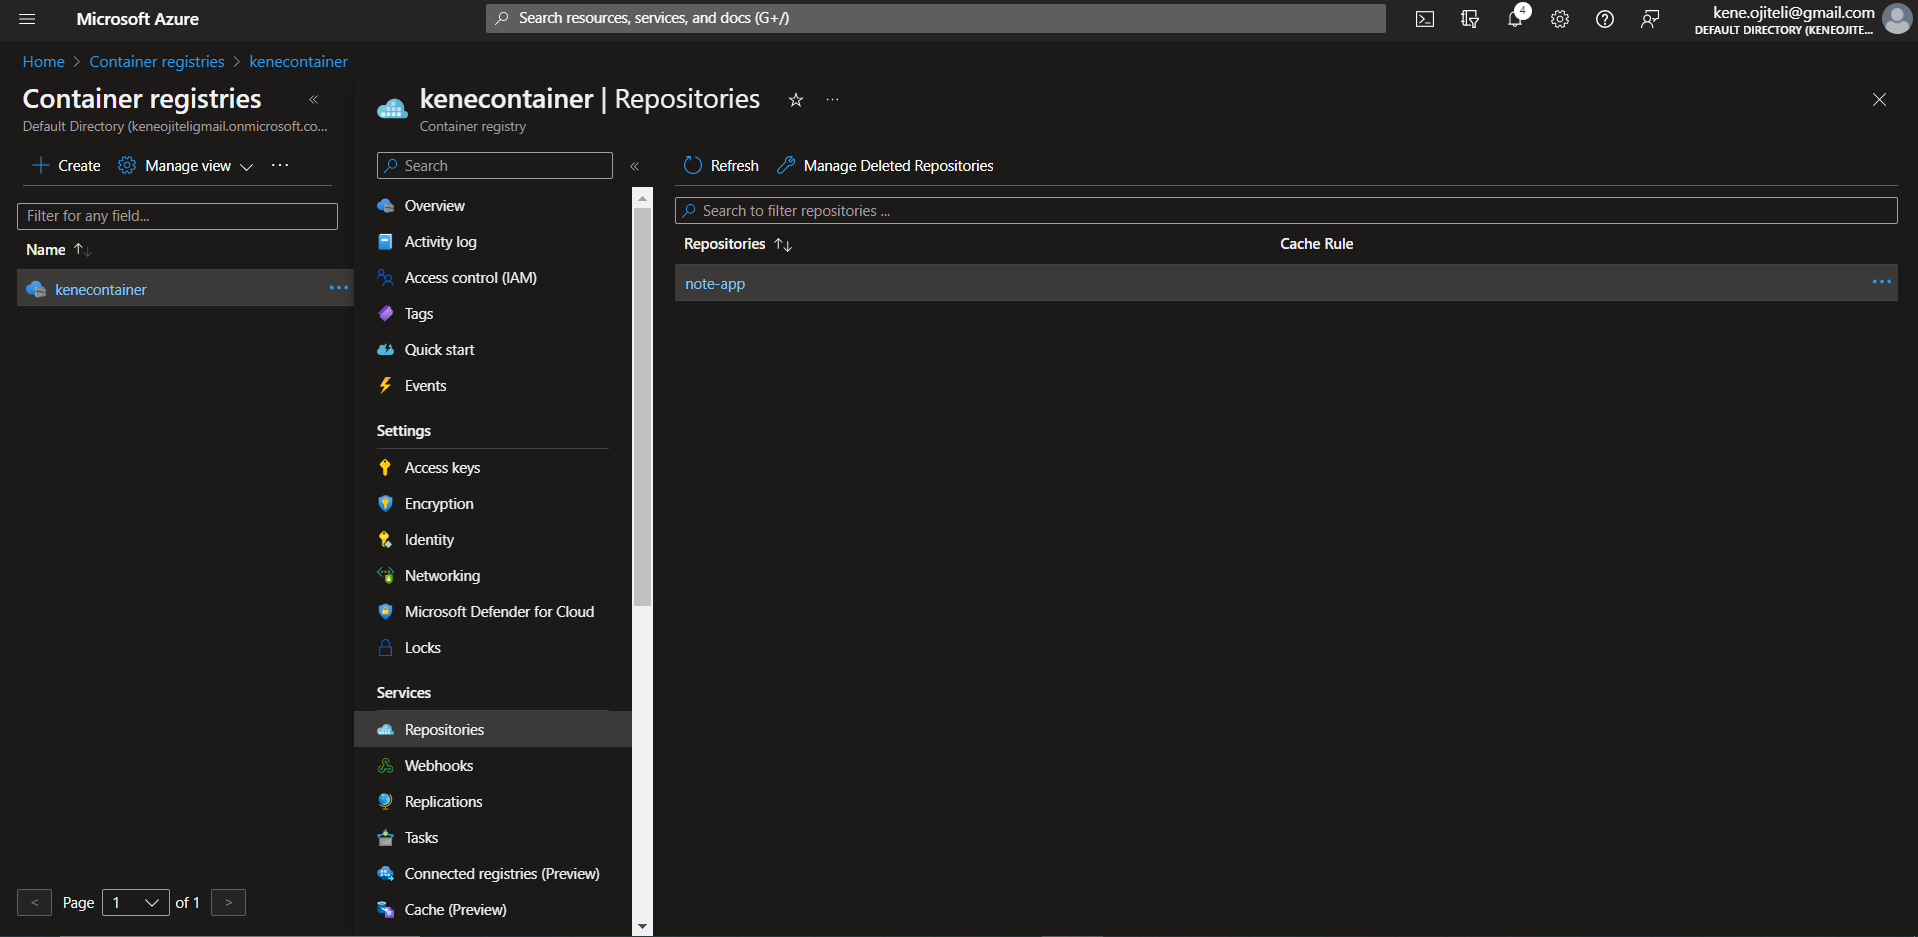 Microsoft Azure
Search resources, services, and docs (G+/)
4
kene.ojiteli@gmail.com
DEFAULT DIRECTORY (KENEOJITE...
Home > Container registries > kenecontainer
Container registries «
Default Directory (keneojiteligmail.onmicrosoft.co...
+ Create Manage view ...
Filter for any field...
Name ↑↓
kenecontainer ...
< Page 1 of 1 >
kenecontainer | Repositories ...
Container registry
Search «
Overview
Activity log
Access control (IAM)
Tags
Quick start
Events
Settings
Access keys
Encryption
Identity
Networking
Microsoft Defender for Cloud
Locks
Services
Repositories
Webhooks
Replications
Tasks
Connected registries (Preview)
Cache (Preview)
Refresh Manage Deleted Repositories
Search to filter repositories ...
Repositories ↑↓ Cache Rule
note-app ...